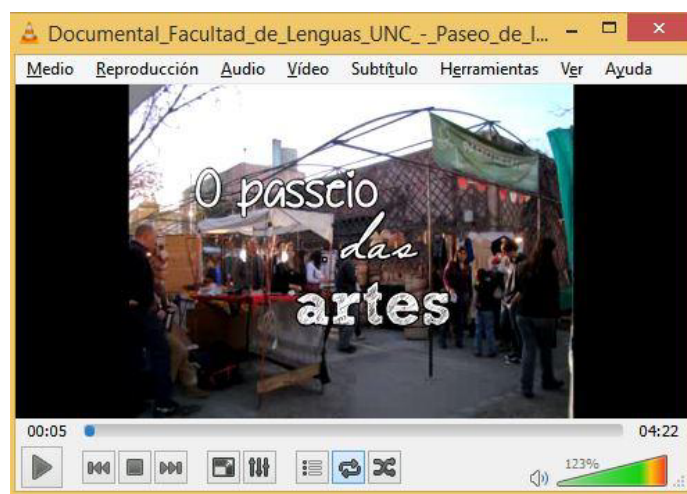 Documental_Facultad_de_Lenguas_UNC_-_Paseo_de_l...
Medio Reproducción Audio Vídeo Subtítulo Herramientas Ver Ayuda
O passeio
das
artes
00:05 04:22
123%